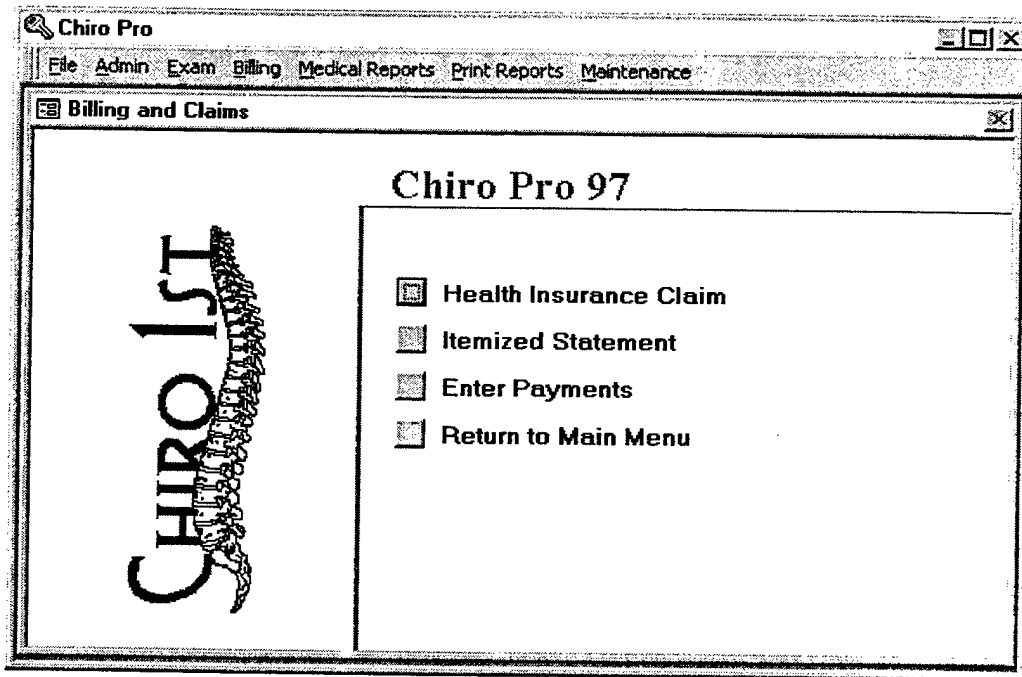 Chiro Pro
File Admin Exam Billing Medical Reports Print Reports Maintenance
Billing and Claims
Chiro Pro 97
CHIRO 1ST
Health Insurance Claim
Itemized Statement
Enter Payments
Return to Main Menu